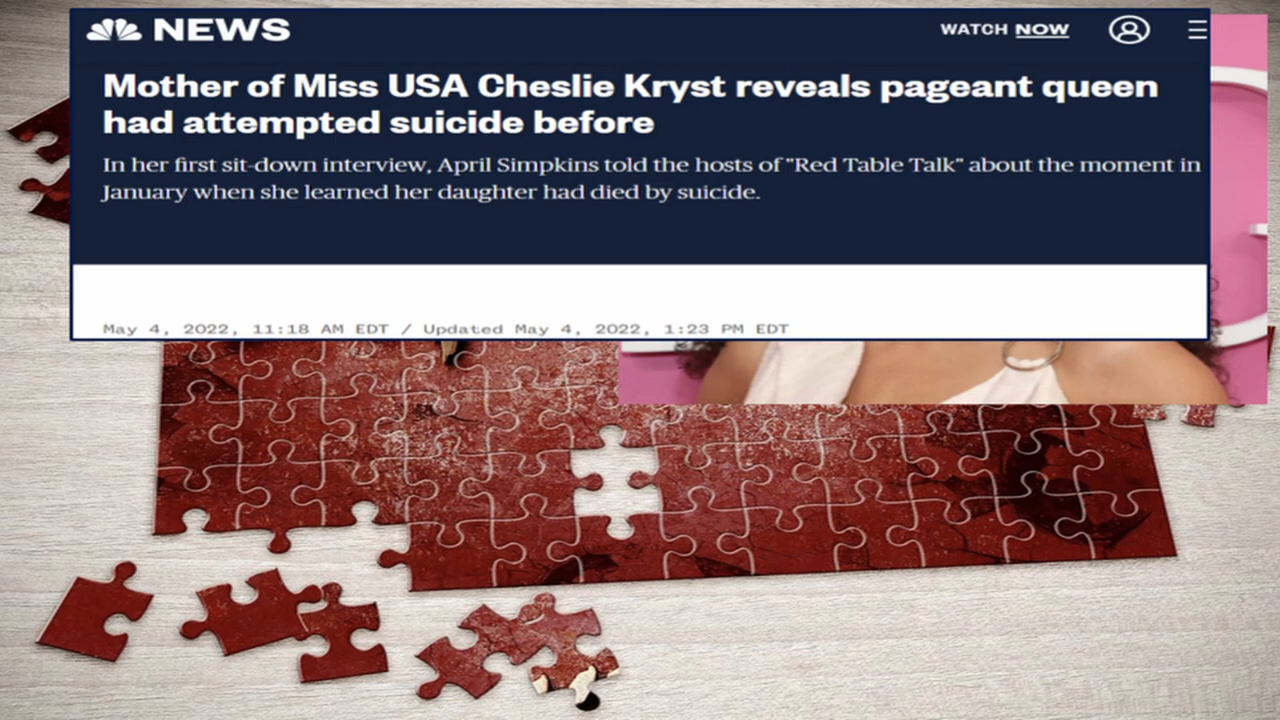 NEWS
WATCH NOW
Mother of Miss USA Cheslie Kryst reveals pageant queen
had attempted suicide before
In her first sit-down interview, April Simpkins told the hosts of "Red Table Talk" about the moment in
January when she learned her daughter had died by suicide.
May 4, 2022, 11:18 AM EDT / Updated May 4, 2022, 1:23 PM EDT